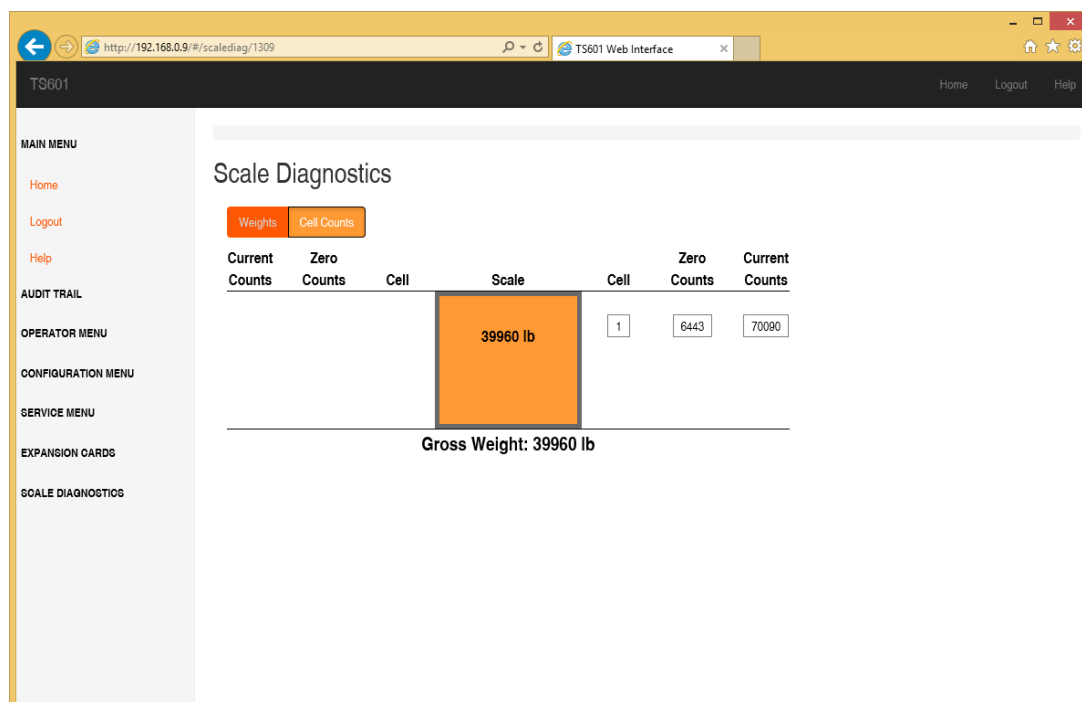 http://192.168.0.9/#/scalediag/1309
TS601 Web Interface
TS601
Home
Logout
Help
MAIN MENU
Home
Logout
Help
AUDIT TRAIL
OPERATOR MENU
CONFIGURATION MENU
SERVICE MENU
EXPANSION CARDS
SCALE DIAGNOSTICS
Scale Diagnostics
Weights
Cell Counts
Current Counts
Zero Counts
Cell
Scale
Cell
Zero Counts
Current Counts
39960 lb
1
6443
70090
Gross Weight: 39960 lb